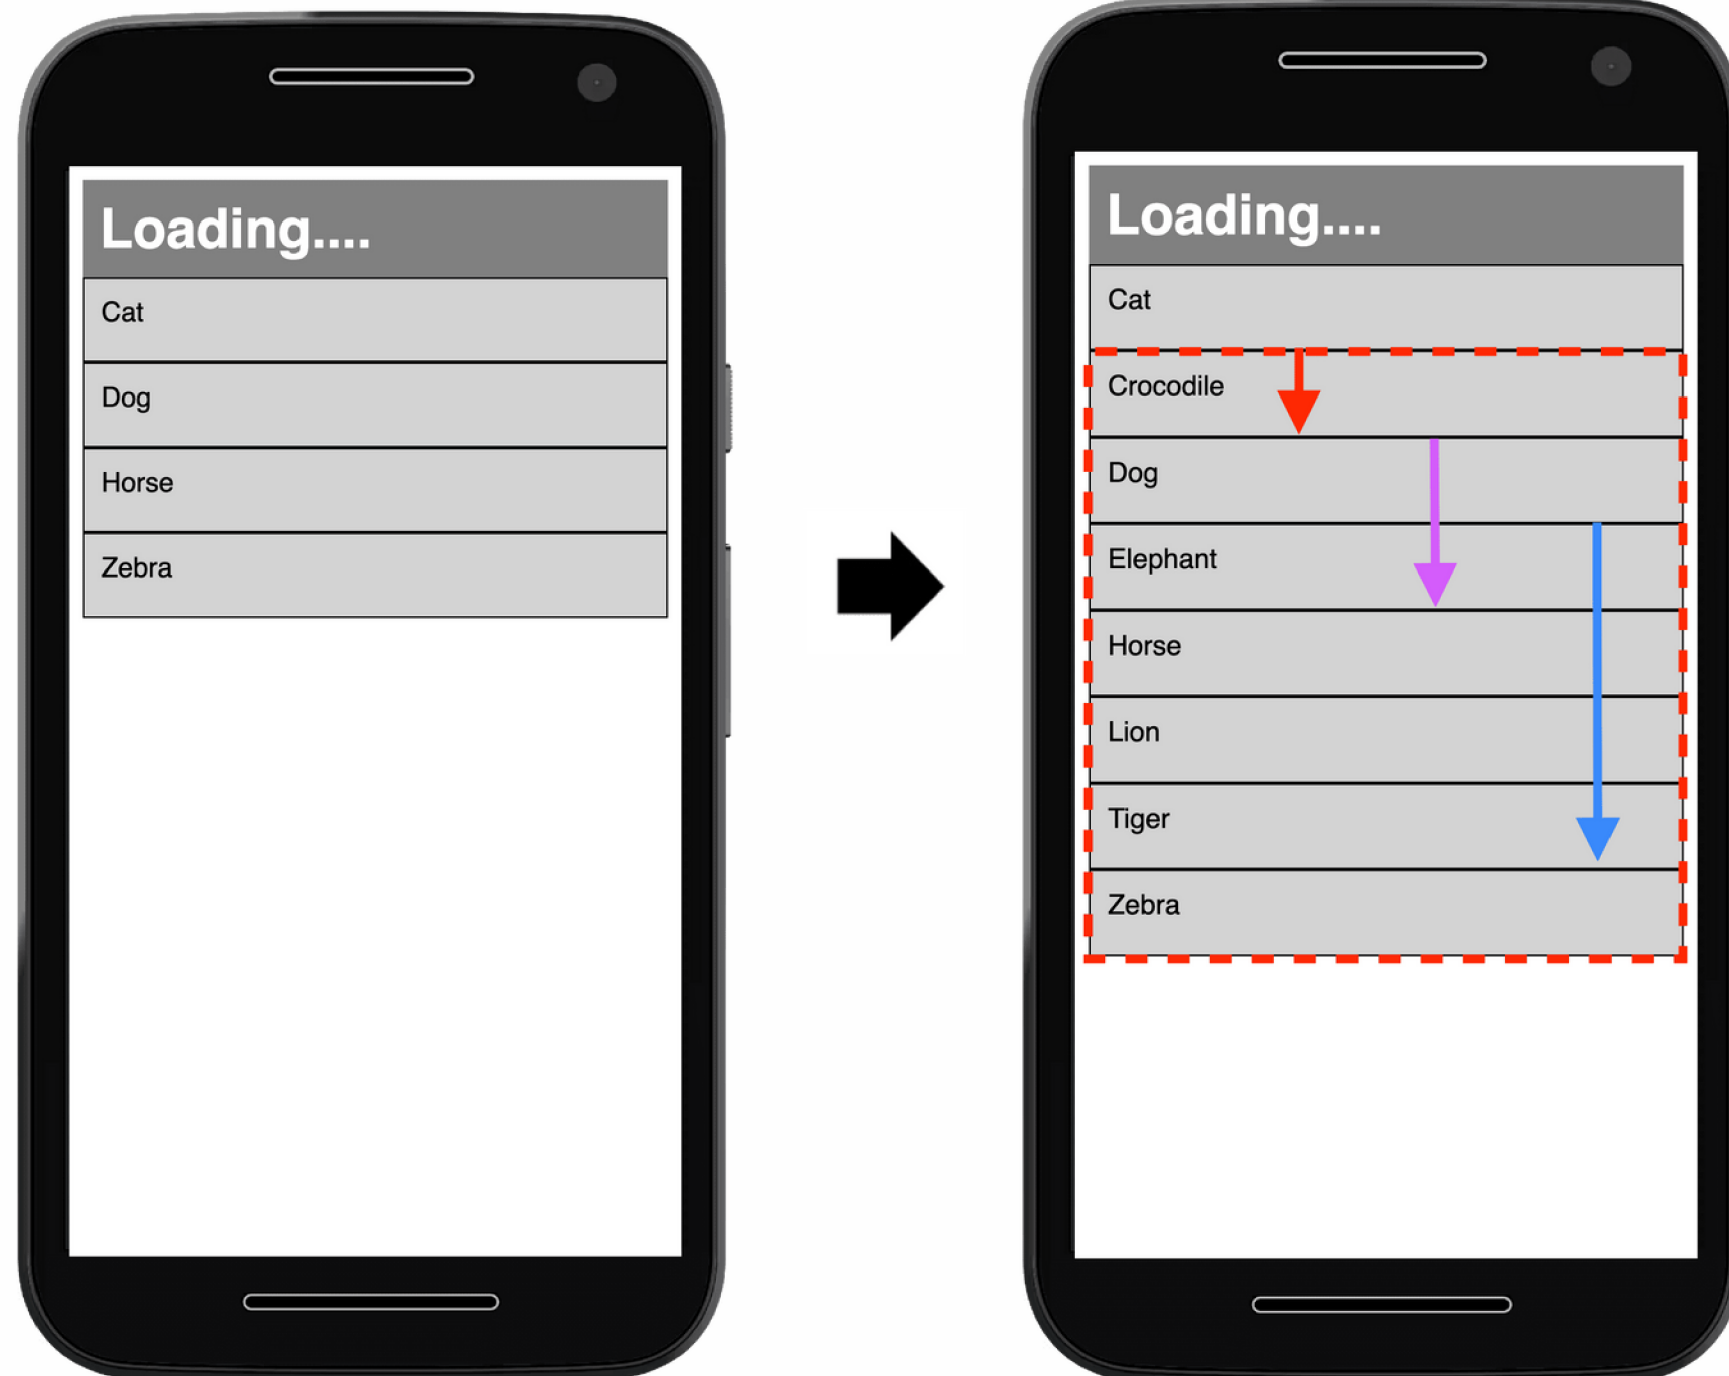 Loading....
Cat
Dog
Horse
Zebra
Loading....
Cat
Crocodile
Dog
Elephant
Horse
Lion
Tiger
Zebra